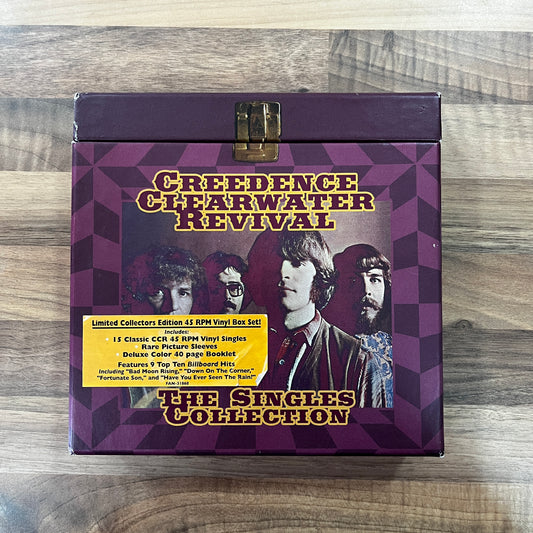 Creedence
Clearwater
Revival
Limited Collectors Edition 45 RPM Vinyl Box Set!
Includes:
· 15 Classic CCR 45 RPM Vinyl Singles
· Rare Picture Sleeves
· Deluxe Color 40 page Booklet
Features 9 Top Ten Billboard Hits
Including "Bad Moon Rising," "Down On The Corner,"
"Fortunate Son," and "Have You Ever Seen The Rain?"
FAN-31868
The Singles
Collection